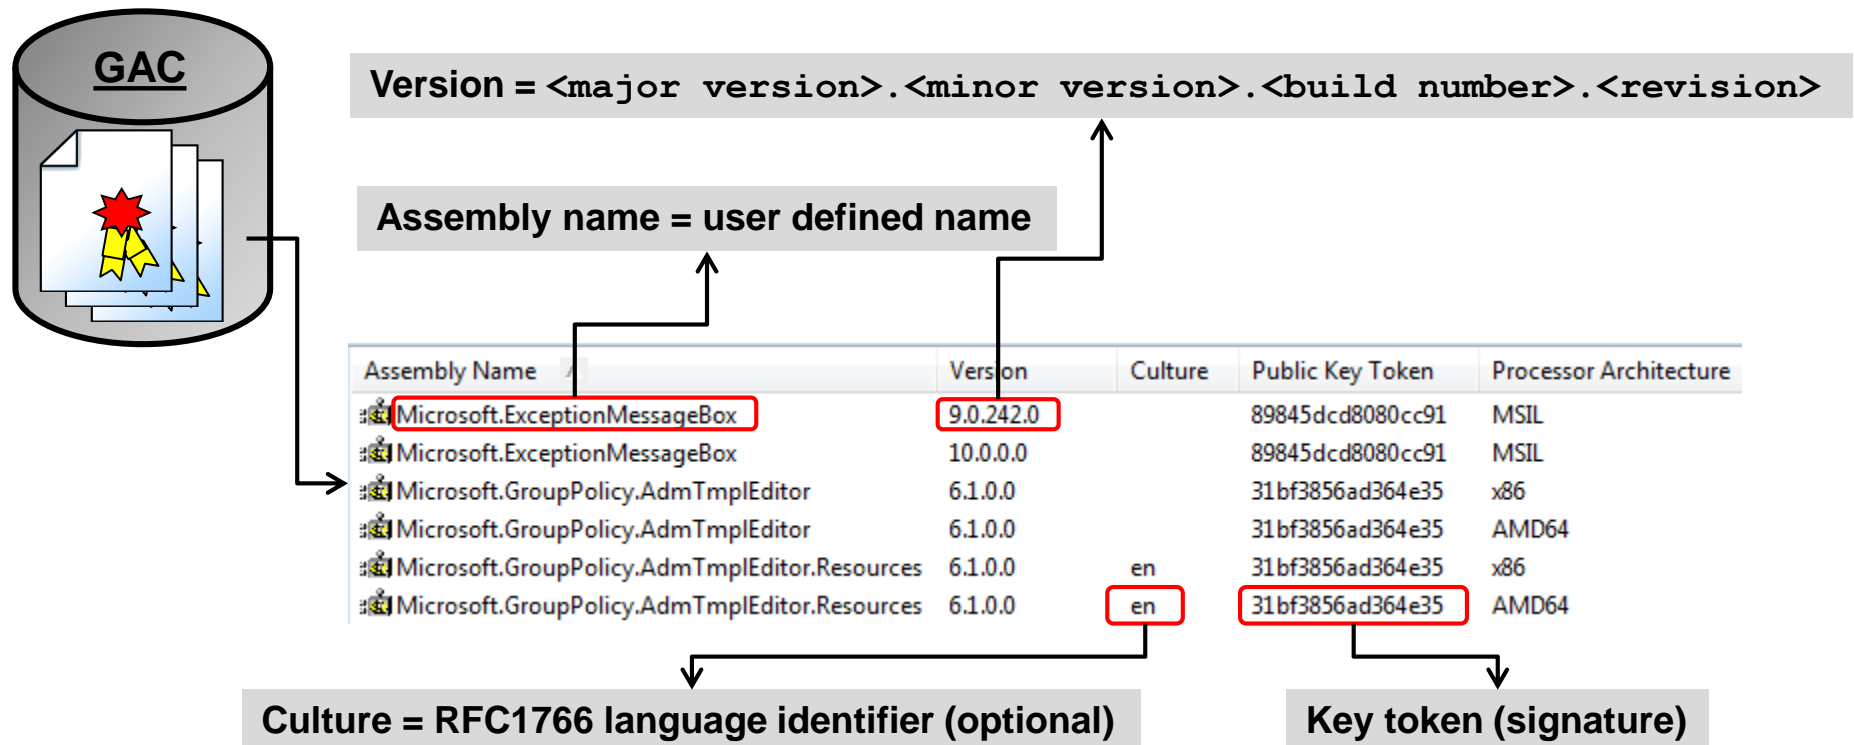 GAC
Version = <major version>.<minor version>.<build number>.<revision>
Assembly name = user defined name
Assembly Name Version Culture Public Key Token Processor Architecture
Microsoft.ExceptionMessageBox 9.0.242.0 89845dcd8080cc91 MSIL
Microsoft.ExceptionMessageBox 10.0.0.0 89845dcd8080cc91 MSIL
Microsoft.GroupPolicy.AdmTmplEditor 6.1.0.0 31bf3856ad364e35 x86
Microsoft.GroupPolicy.AdmTmplEditor 6.1.0.0 31bf3856ad364e35 AMD64
Microsoft.GroupPolicy.AdmTmplEditor.Resources 6.1.0.0 en 31bf3856ad364e35 x86
Microsoft.GroupPolicy.AdmTmplEditor.Resources 6.1.0.0 en 31bf3856ad364e35 AMD64
Culture = RFC1766 language identifier (optional)
Key token (signature)